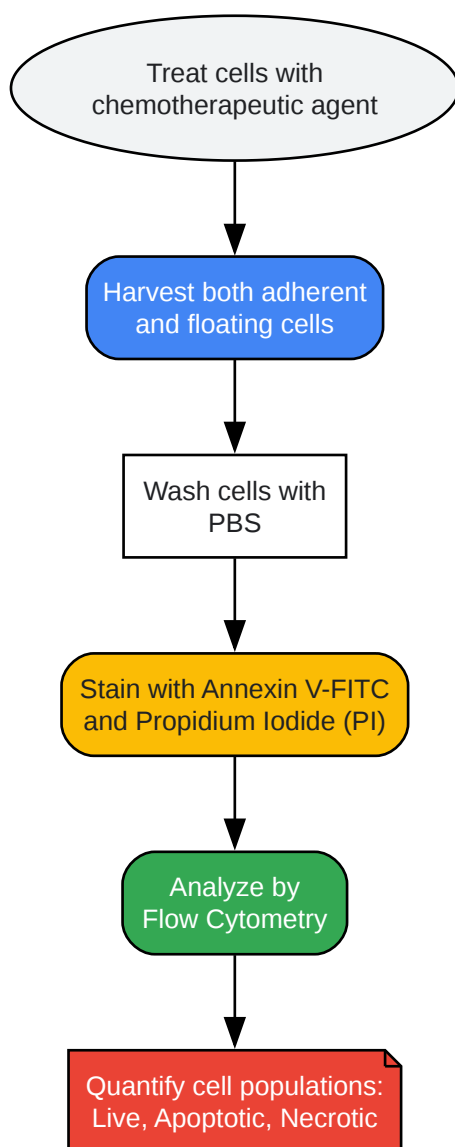 Treat cells with
chemotherapeutic agent
Harvest both adherent
and floating cells
Wash cells with
PBS
Stain with Annexin V-FITC
and Propidium Iodide (PI)
Analyze by
Flow Cytometry
Quantify cell populations:
Live, Apoptotic, Necrotic